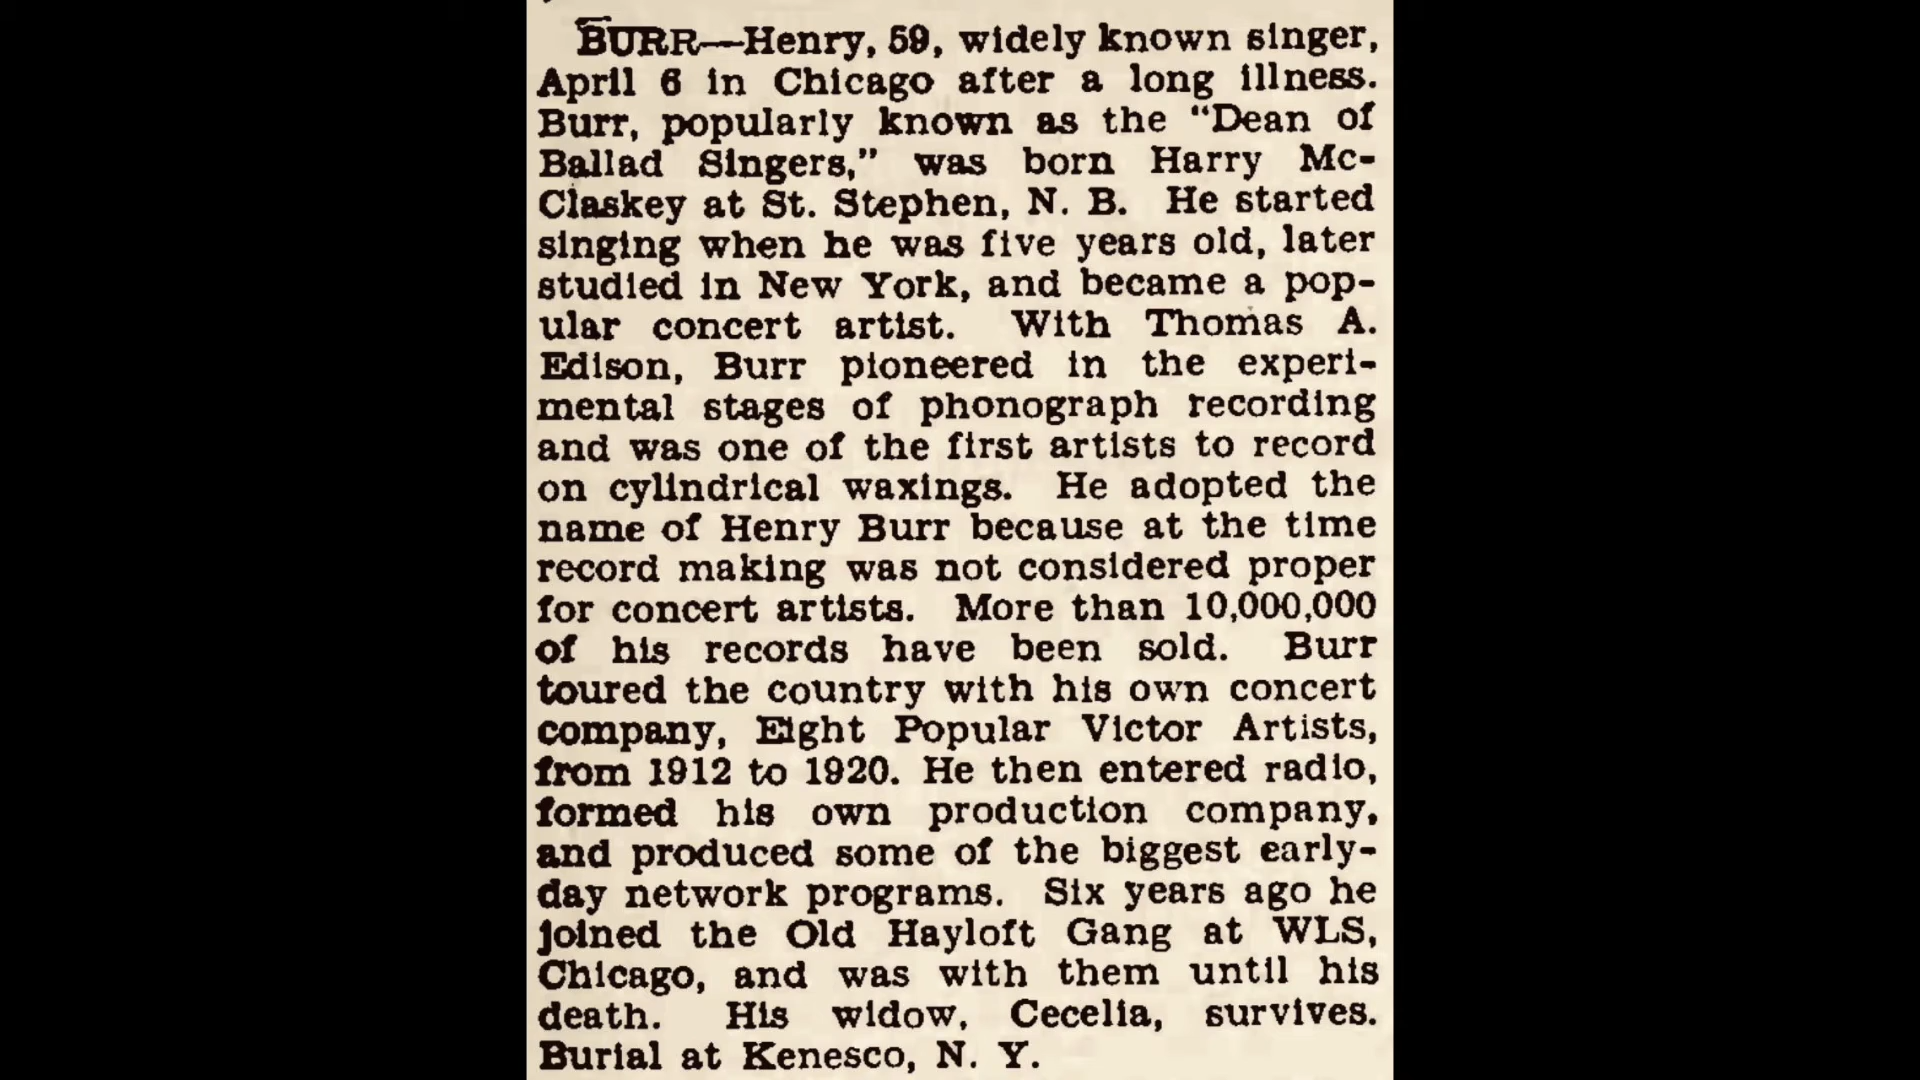 BURR—Henry, 59, widely known singer,
April 6 in Chicago after a long illness.
Burr, popularly known as the "Dean of
Ballad Singers," was born Harry Mc-
Claskey at St. Stephen, N. B. He started
singing when he was five years old, later
studied in New York, and became a pop-
ular concert artist. With Thomas A.
Edison, Burr pioneered in the experi-
mental stages of phonograph recording
and was one of the first artists to record
on cylindrical waxings. He adopted the
name of Henry Burr because at the time
record making was not considered proper
for concert artists. More than 10,000,000
of his records have been sold. Burr
toured the country with his own concert
company, Eight Popular Victor Artists,
from 1912 to 1920. He then entered radio,
formed his own production company,
and produced some of the biggest early-
day network programs. Six years ago he
joined the Old Hayloft Gang at WLS,
Chicago, and was with them until his
death. His widow, Cecelia, survives.
Burial at Kenesco, N. Y.